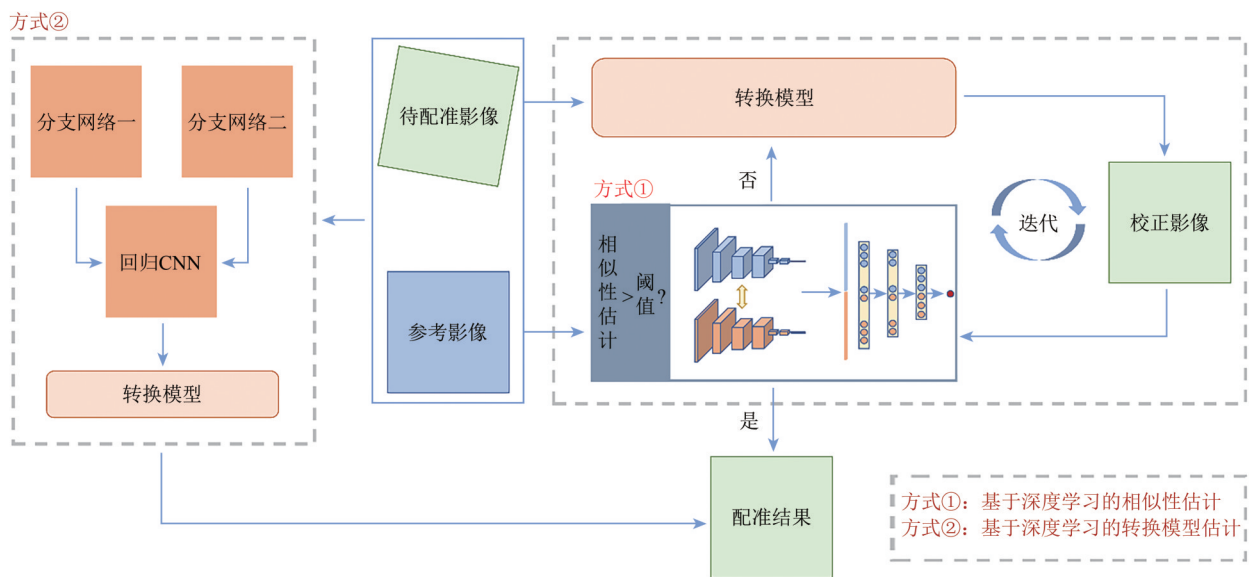 方式②
分支网络一
分支网络二
回归CNN
转换模型
待配准影像
参考影像
转换模型
方式①
否
相似性估计
>
阈值
?
迭代
校正影像
是
配准结果
方式①：基于深度学习的相似性估计
方式②：基于深度学习的转换模型估计